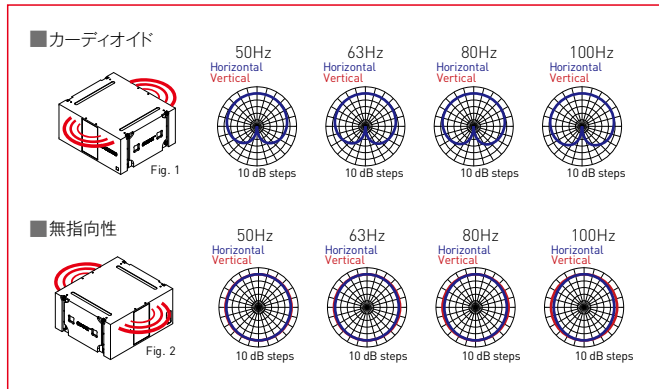 ■カーディオイド
50Hz
63Hz
80Hz
100Hz
Horizontal
Vertical
Horizontal
Vertical
Horizontal
Vertical
Horizontal
Vertical
Fig. 1
10 dB steps
10 dB steps
10 dB steps
10 dB steps
■無指向性
50Hz
63Hz
80Hz
100Hz
Horizontal
Vertical
Horizontal
Vertical
Horizontal
Vertical
Horizontal
Vertical
Fig. 2
10 dB steps
10 dB steps
10 dB steps
10 dB steps